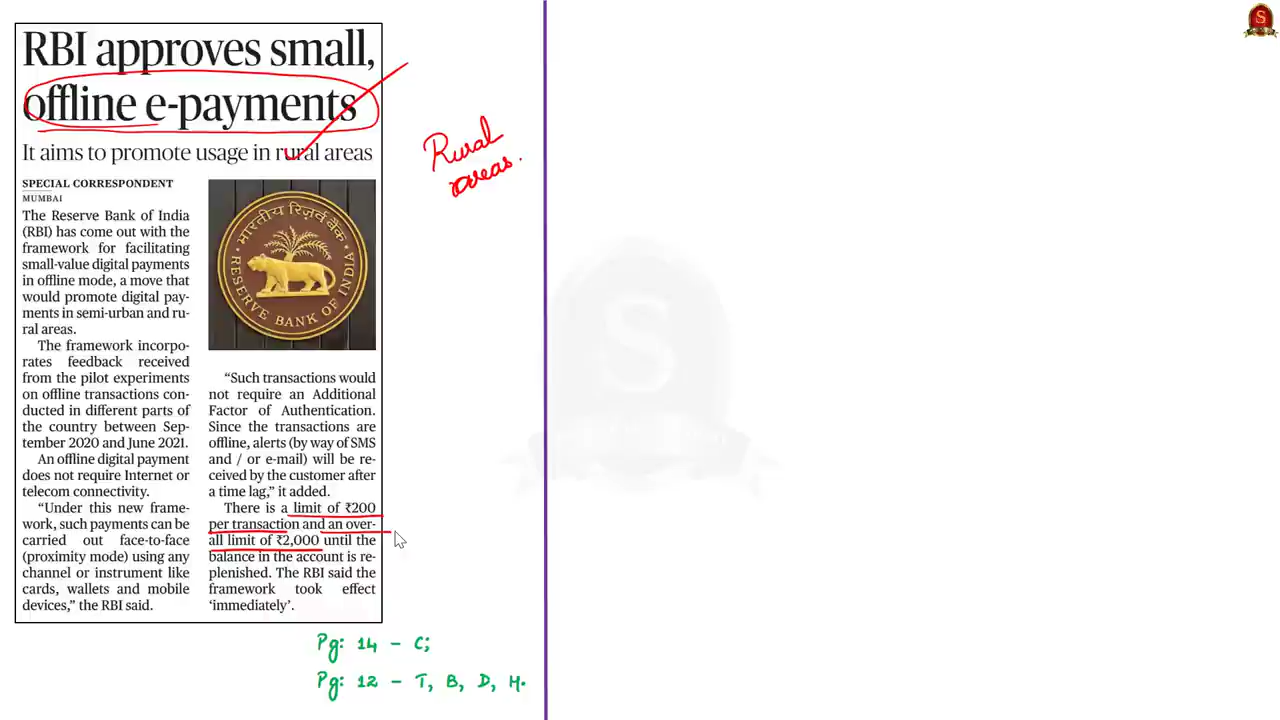 RBI approves small,
offline e-payments
It aims to promote usage in rural areas
SPECIAL CORRESPONDENT
MUMBAI
The Reserve Bank of India
(RBI) has come out with the
framework for facilitating
small-value digital payments
in offline mode, a move that
would promote digital pay-
ments in semi-urban and ru-
ral areas.
The framework incorpo-
rates feedback received
from the pilot experiments
on offline transactions con-
ducted in different parts of
the country between Sep-
tember 2020 and June 2021.
An offline digital payment
does not require Internet or
telecom connectivity.
“Under this new frame-
work, such payments can be
carried out face-to-face
(proximity mode) using any
channel or instrument like
cards, wallets and mobile
devices,” the RBI said.
भारतीय रिज़र्व बैंक
RESERVE BANK OF INDIA
“Such transactions would
not require an Additional
Factor of Authentication.
Since the transactions are
offline, alerts (by way of SMS
and / or e-mail) will be re-
ceived by the customer after
a time lag,” it added.
There is a limit of ₹200
per transaction and an over-
all limit of ₹2,000 until the
balance in the account is re-
plenished. The RBI said the
framework took effect
‘immediately’.
Rural
areas.
Pg: 14 - C;
Pg: 12 - T, B, D, H.
S
S